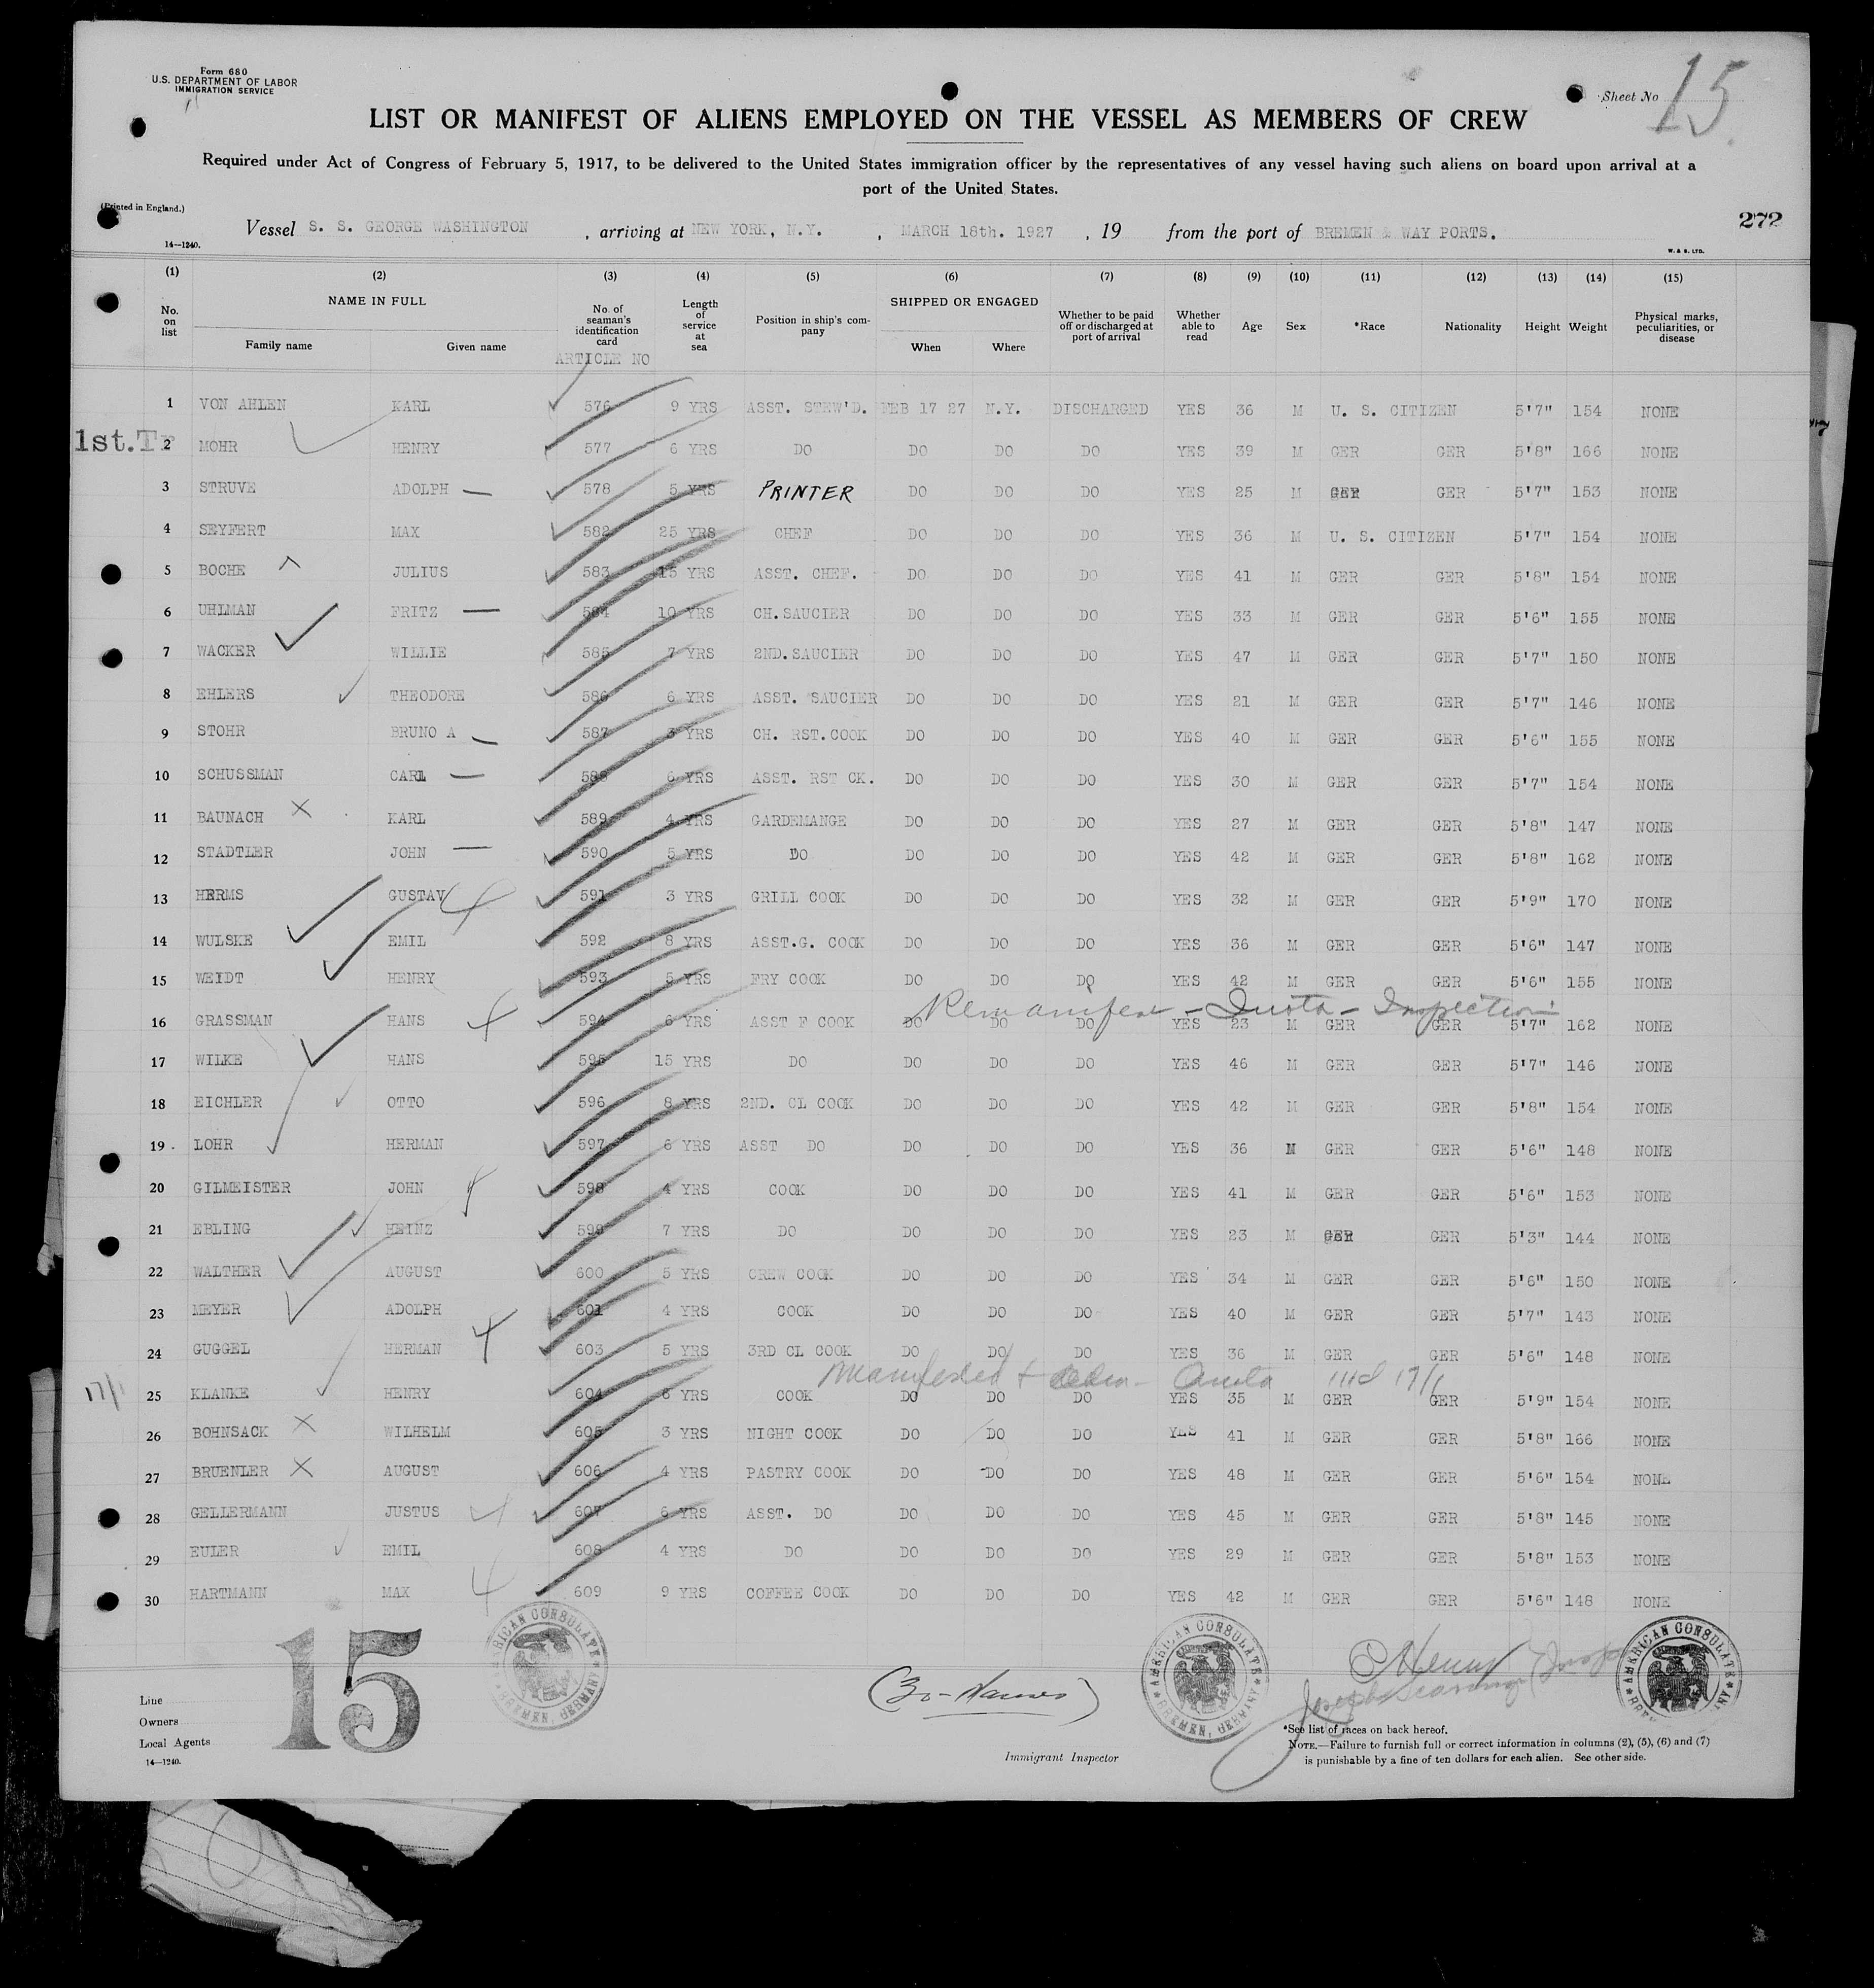 Form 680
U.S. DEPARTMENT OF LABOR
IMMIGRATION SERVICE
Sheet No 15
LIST OR MANIFEST OF ALIENS EMPLOYED ON THE VESSEL AS MEMBERS OF CREW
Required under Act of Congress of February 5, 1917, to be delivered to the United States immigration officer by the representatives of any vessel having such aliens on board upon arrival at a
port of the United States.
(Printed in England.)
272
Vessel S. S. GEORGE WASHINGTON , arriving at NEW YORK, N.Y. , MARCH 18th. 1927 , 19 from the port of BREMEN & WAY PORTS.
14—1240.
W. & S. LTD.
(1) (2) (3) (4) (5) (6) (7) (8) (9) (10) (11) (12) (13) (14) (15)
No. on list NAME IN FULL Family name Given name No. of seaman's identification card ARTICLE NO Length of service at sea Position in ship's company SHIPPED OR ENGAGED When Where Whether to be paid off or discharged at port of arrival Whether able to read Age Sex *Race Nationality Height Weight Physical marks, peculiarities, or disease
1 VON AHLEN KARL 576 9 YRS ASST. STEW'D. FEB 17 27 N.Y. DISCHARGED YES 36 M U. S. CITIZEN 5'7" 154 NONE
1st.Tr
2 MOHR HENRY 577 6 YRS DO DO DO DO YES 39 M GER GER 5'8" 166 NONE
3 STRUVE ADOLPH — 578 5 YRS PRINTER DO DO DO YES 25 M GER GER 5'7" 153 NONE
4 SEYFERT MAX 582 25 YRS CHEF DO DO DO YES 36 M U. S. CITIZEN 5'7" 154 NONE
5 BOCHE JULIUS 583 15 YRS ASST. CHEF. DO DO DO YES 41 M GER GER 5'8" 154 NONE
6 UHLMAN FRITZ — 584 10 YRS CH.SAUCIER DO DO DO YES 33 M GER GER 5'6" 155 NONE
7 WACKER WILLIE 585 7 YRS 2ND.SAUCIER DO DO DO YES 47 M GER GER 5'7" 150 NONE
8 EHLERS THEODORE 586 6 YRS ASST. SAUCIER DO DO DO YES 21 M GER GER 5'7" 146 NONE
9 STOHR BRUNO A — 587 3 YRS CH. RST.COOK DO DO DO YES 40 M GER GER 5'6" 155 NONE
10 SCHUSSMAN CARL — 588 6 YRS ASST. RST CK. DO DO DO YES 30 M GER GER 5'7" 154 NONE
11 BAUNACH X KARL 589 4 YRS GARDEMANGE DO DO DO YES 27 M GER GER 5'8" 147 NONE
12 STADTLER JOHN — 590 5 YRS DO DO DO DO YES 42 M GER GER 5'8" 162 NONE
13 HERMS GUSTAV 591 3 YRS GRILL COOK DO DO DO YES 32 M GER GER 5'9" 170 NONE
14 WULSKE EMIL 592 8 YRS ASST.G. COOK DO DO DO YES 36 M GER GER 5'6" 147 NONE
15 WEIDT HENRY 593 5 YRS FRY COOK DO DO DO YES 42 M GER GER 5'6" 155 NONE
- Quota - Inspection
16 GRASSMAN HANS 594 6 YRS ASST F COOK DO DO DO YES 23 M GER GER 5'7" 162 NONE
17 WILKE HANS 595 15 YRS DO DO DO DO YES 46 M GER GER 5'7" 146 NONE
18 EICHLER OTTO 596 8 YRS 2ND. CL COOK DO DO DO YES 42 M GER GER 5'8" 154 NONE
19 LOHR HERMAN 597 6 YRS ASST DO DO DO DO YES 36 M GER GER 5'6" 148 NONE
20 GILMEISTER JOHN 598 4 YRS COOK DO DO DO YES 41 M GER GER 5'6" 153 NONE
21 EBLING HEINZ 599 7 YRS DO DO DO DO YES 23 M GER GER 5'3" 144 NONE
22 WALTHER AUGUST 600 5 YRS CREW COOK DO DO DO YES 34 M GER GER 5'6" 150 NONE
23 MEYER ADOLPH 601 4 YRS COOK DO DO DO YES 40 M GER GER 5'7" 143 NONE
24 GUGGEL HERMAN 603 5 YRS 3RD CL COOK DO DO DO YES 36 M GER GER 5'6" 148 NONE
25 KLANKE HENRY 604 6 YRS COOK DO DO DO YES 35 M GER GER 5'9" 154 NONE
26 BOHNSACK X WILHELM 605 3 YRS NIGHT COOK DO DO DO YES 41 M GER GER 5'8" 166 NONE
27 BRUENLER X AUGUST 606 4 YRS PASTRY COOK DO DO DO YES 48 M GER GER 5'6" 154 NONE
28 GELLERMANN JUSTUS 607 6 YRS ASST. DO DO DO DO YES 45 M GER GER 5'8" 145 NONE
29 EULER EMIL 608 4 YRS DO DO DO DO YES 29 M GER GER 5'8" 153 NONE
30 HARTMANN MAX 609 9 YRS COFFEE COOK DO DO DO YES 42 M GER GER 5'6" 148 NONE
15
AMERICAN CONSULATE BREMEN, GERMANY
AMERICAN CONSULATE BREMEN, GERMANY
AMERICAN CONSULATE BREMEN, GERMANY
(30-Names)
Line
Owners
Local Agents
14—1240.
Immigrant Inspector
*See list of races on back hereof.
NOTE.—Failure to furnish full or correct information in columns (2), (5), (6) and (7)
is punishable by a fine of ten dollars for each alien. See other side.